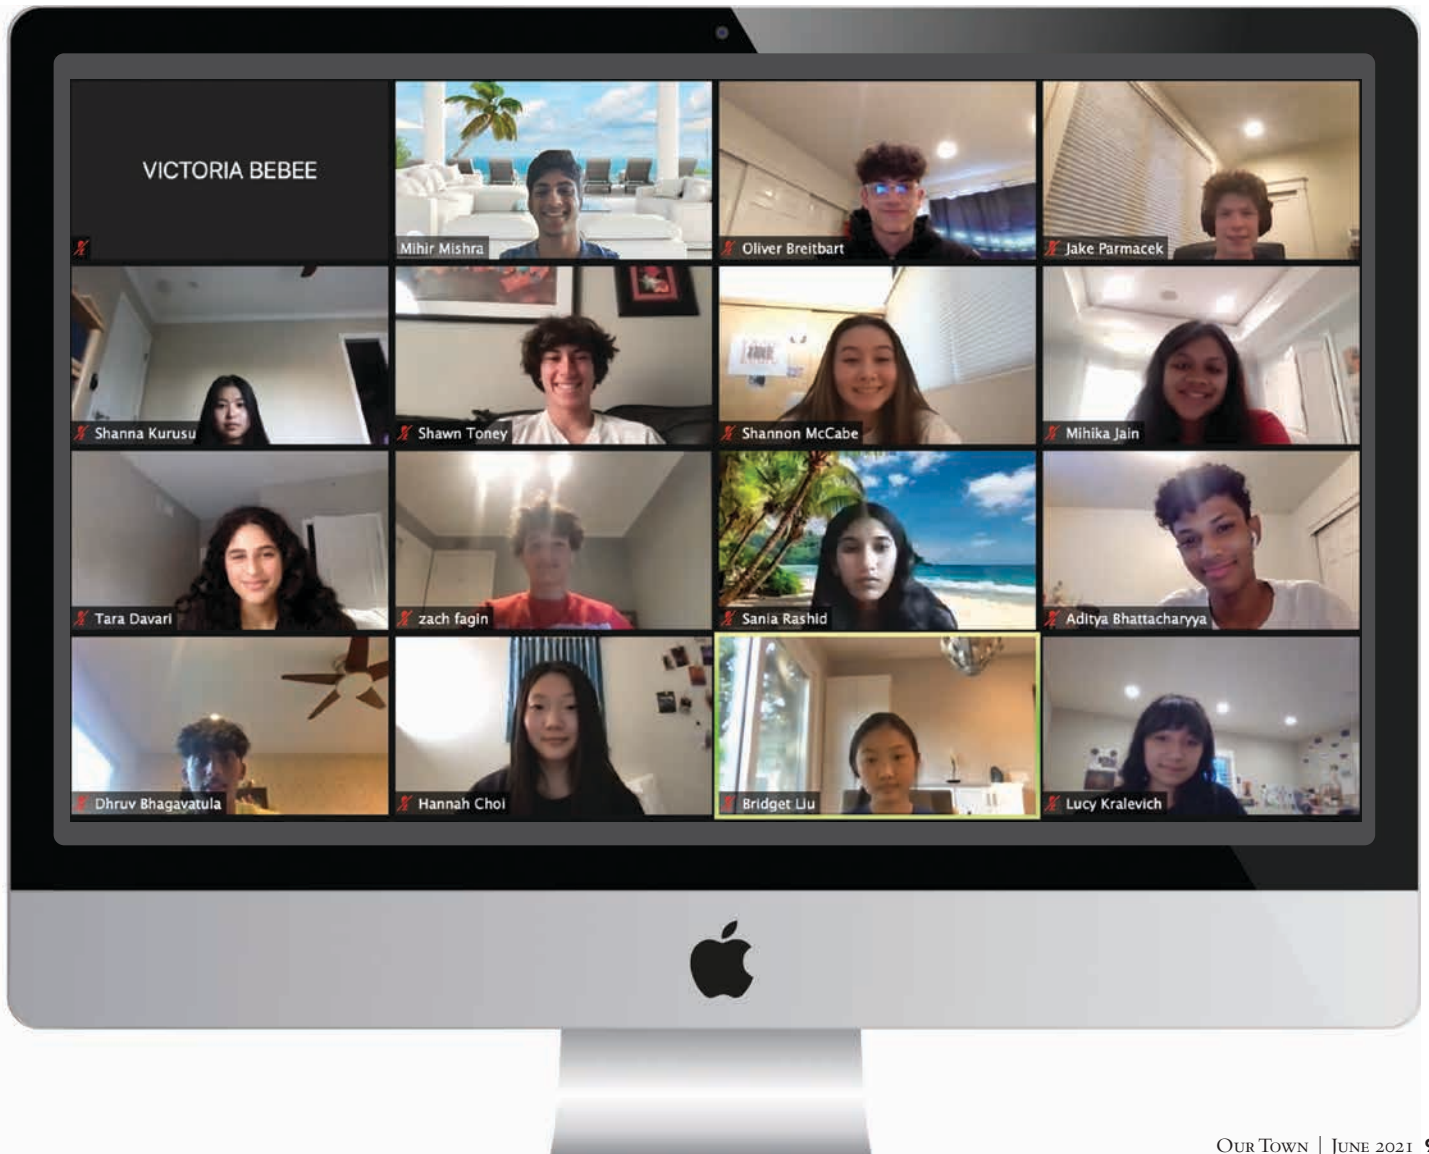 VICTORIA BEBEE
Mihir Mishra
Oliver Breitbart
Jake Parmacek
Shanna Kurusu
Shawn Toney
Shannon McCabe
Mihika Jain
Tara Davari
zach fagin
Sania Rashid
Aditya Bhattacharyya
Dhruv Bhagavatula
Hannah Choi
Bridget Liu
Lucy Kralevich
Our Town | June 2021